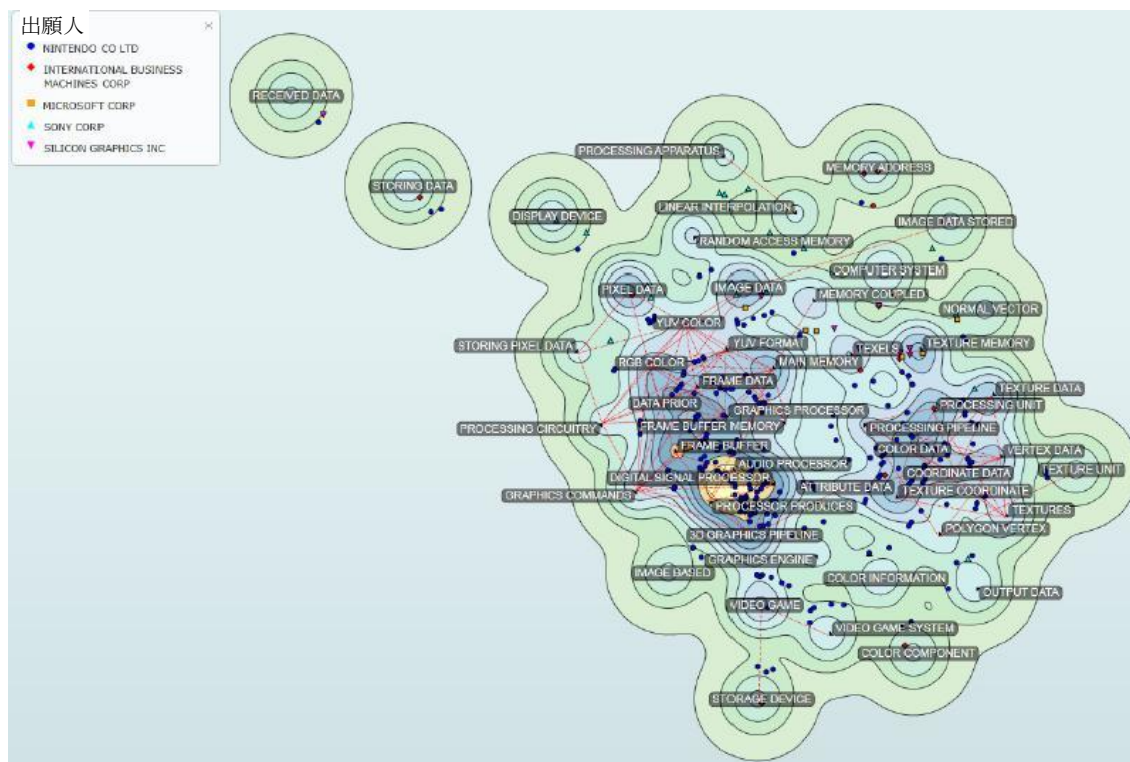 出願人
×
NINTENDO CO LTD
INTERNATIONAL BUSINESS
MACHINES CORP
MICROSOFT CORP
SONY CORP
SILICON GRAPHICS INC
RECEIVED DATA
STORING DATA
PROCESSING APPARATUS
MEMORY ADDRESS
DISPLAY DEVICE
LINEAR INTERPOLATION
IMAGE DATA STORED
RANDOM ACCESS MEMORY
COMPUTER SYSTEM
PIXEL DATA
IMAGE DATA
MEMORY COUPLED
NORMAL VECTOR
YUV COLOR
STORING PIXEL DATA
YUV FORMAT
TEXELS
TEXTURE MEMORY
RGB COLOR
MAIN MEMORY
FRAME DATA
TEXTURE DATA
DATA PRIOR
GRAPHICS PROCESSOR
PROCESSING UNIT
PROCESSING CIRCUITRY
FRAME BUFFER MEMORY
PROCESSING PIPELINE
FRAME BUFFER
COLOR DATA
VERTEX DATA
AUDIO PROCESSOR
COORDINATE DATA
TEXTURE UNIT
DIGITAL SIGNAL PROCESSOR
ATTRIBUTE DATA
TEXTURE COORDINATE
GRAPHICS COMMANDS
PROCESSOR PRODUCES
TEXTURES
3D GRAPHICS PIPELINE
POLYGON VERTEX
GRAPHICS ENGINE
IMAGE BASED
COLOR INFORMATION
OUTPUT DATA
VIDEO GAME
VIDEO GAME SYSTEM
COLOR COMPONENT
STORAGE DEVICE